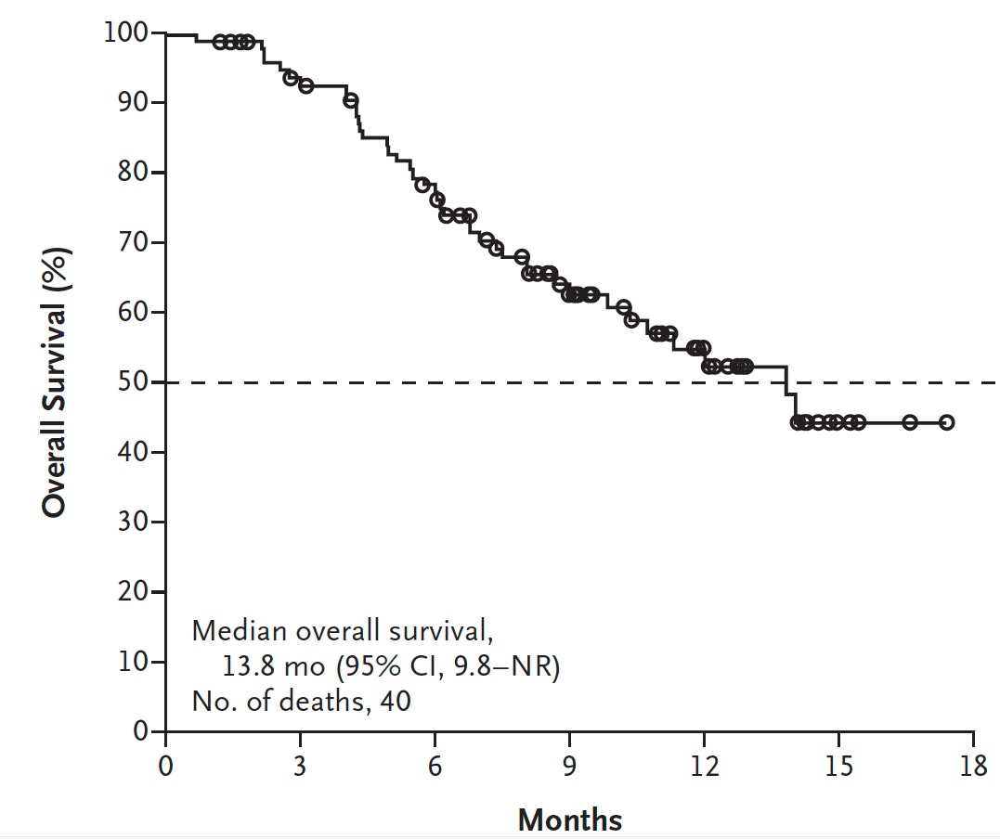 100
90
80
70
60
50
40
30
20
10
0
Overall Survival (%)
Median overall survival,
13.8 mo (95% CI, 9.8–NR)
No. of deaths, 40
0 3 6 9 12 15 18
Months